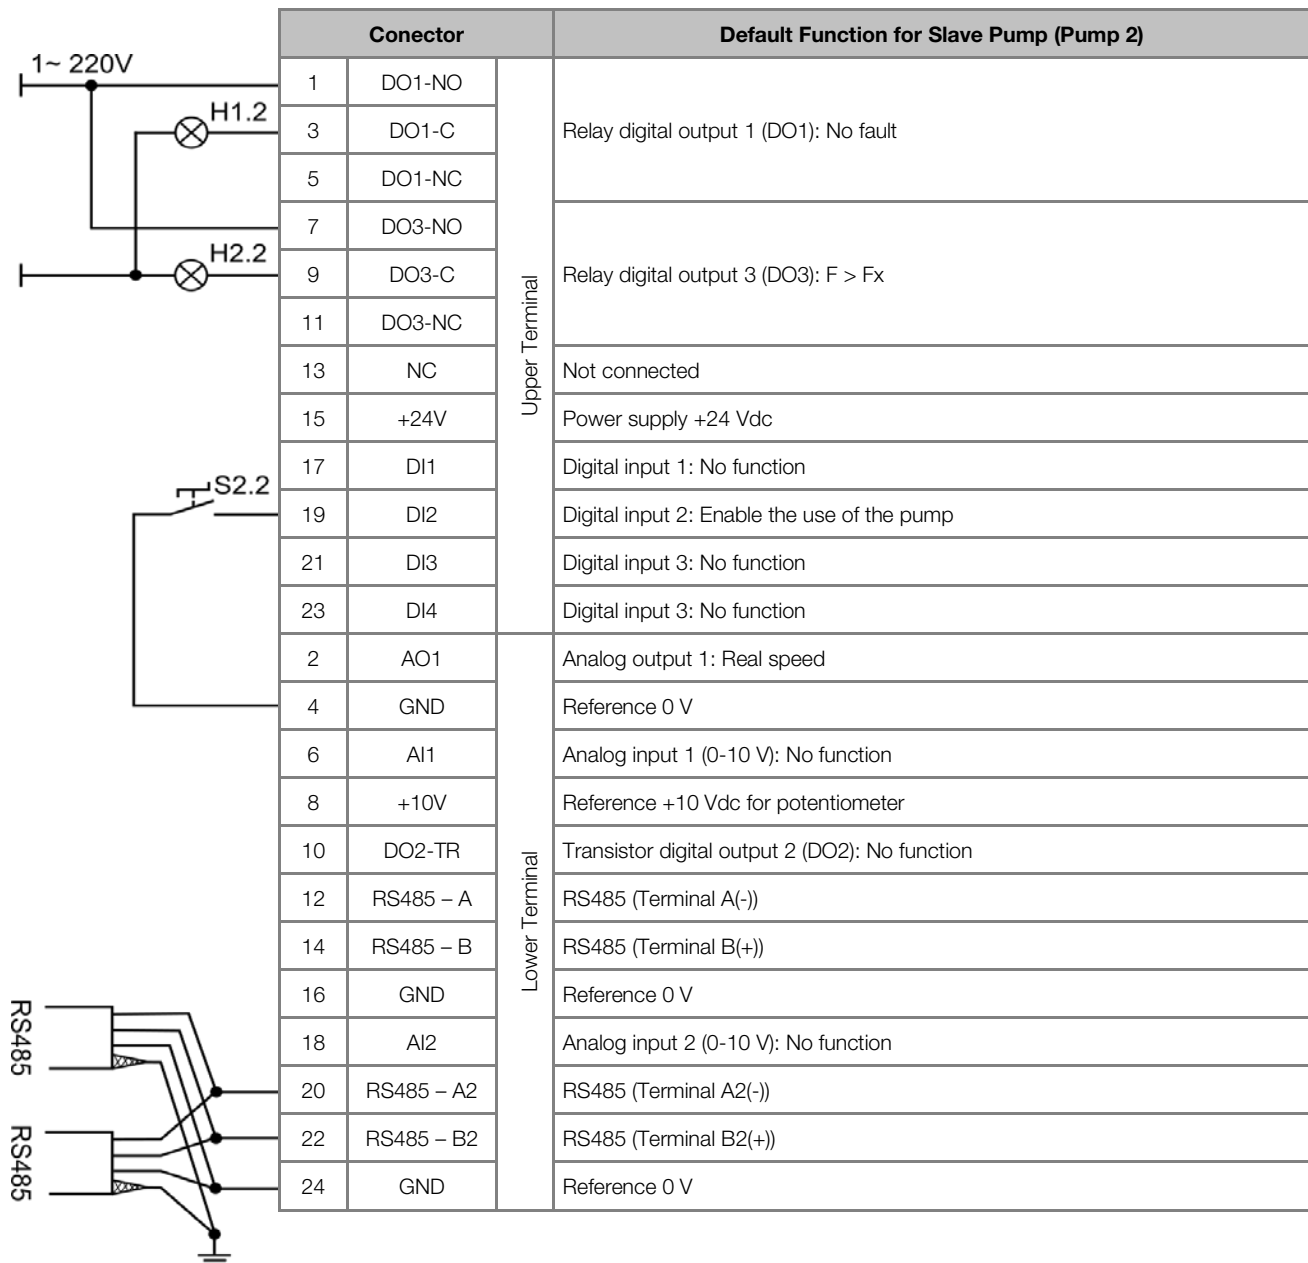 Conector Default Function for Slave Pump (Pump 2)
1~ 220V
1 DO1-NO
H1.2
3 DO1-C Relay digital output 1 (DO1): No fault
5 DO1-NC
7 DO3-NO
H2.2
9 DO3-C Relay digital output 3 (DO3): F > Fx
11 DO3-NC
Upper Terminal
13 NC Not connected
15 +24V Power supply +24 Vdc
17 DI1 Digital input 1: No function
S2.2
19 DI2 Digital input 2: Enable the use of the pump
21 DI3 Digital input 3: No function
23 DI4 Digital input 3: No function
2 AO1 Analog output 1: Real speed
4 GND Reference 0 V
6 AI1 Analog input 1 (0-10 V): No function
8 +10V Reference +10 Vdc for potentiometer
10 DO2-TR Transistor digital output 2 (DO2): No function
Lower Terminal
12 RS485 – A RS485 (Terminal A(-))
14 RS485 – B RS485 (Terminal B(+))
16 GND Reference 0 V
RS485
18 AI2 Analog input 2 (0-10 V): No function
20 RS485 – A2 RS485 (Terminal A2(-))
RS485
22 RS485 – B2 RS485 (Terminal B2(+))
24 GND Reference 0 V